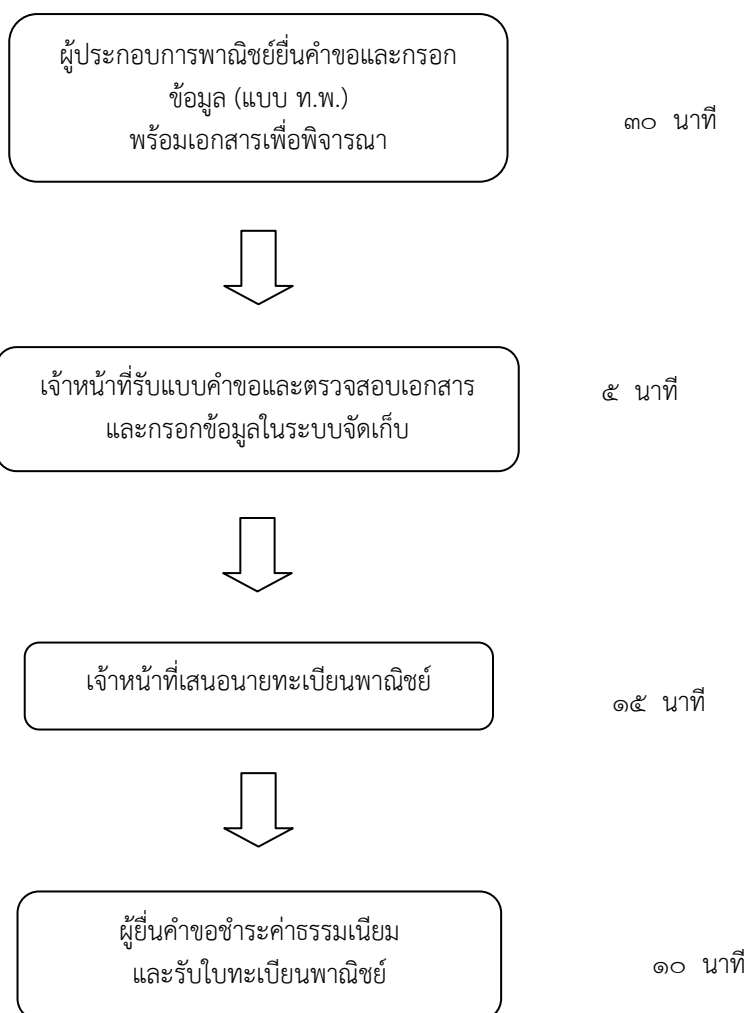 ผู้ประกอบการพาณิชย์ยื่นคำขอและกรอก
ข้อมูล (แบบ ท.พ.)
พร้อมเอกสารเพื่อพิจารณา
๓๐ นาที
เจ้าหน้าที่รับแบบคำขอและตรวจสอบเอกสาร
และกรอกข้อมูลในระบบจัดเก็บ
๕ นาที
เจ้าหน้าที่เสนอนายทะเบียนพาณิชย์
๑๕ นาที
ผู้ยื่นคำขอชำระค่าธรรมเนียม
และรับใบทะเบียนพาณิชย์
๑๐ นาที